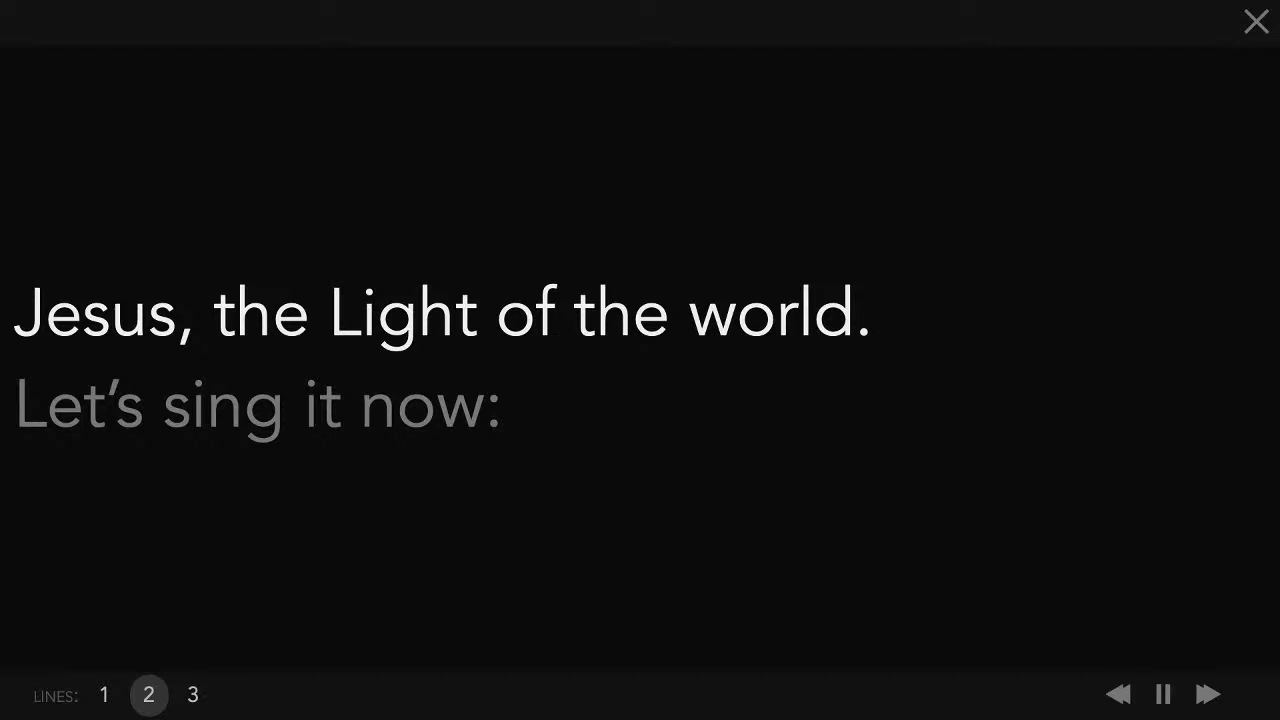 Jesus, the Light of the world.
Let’s sing it now:
LINES: 1 2 3